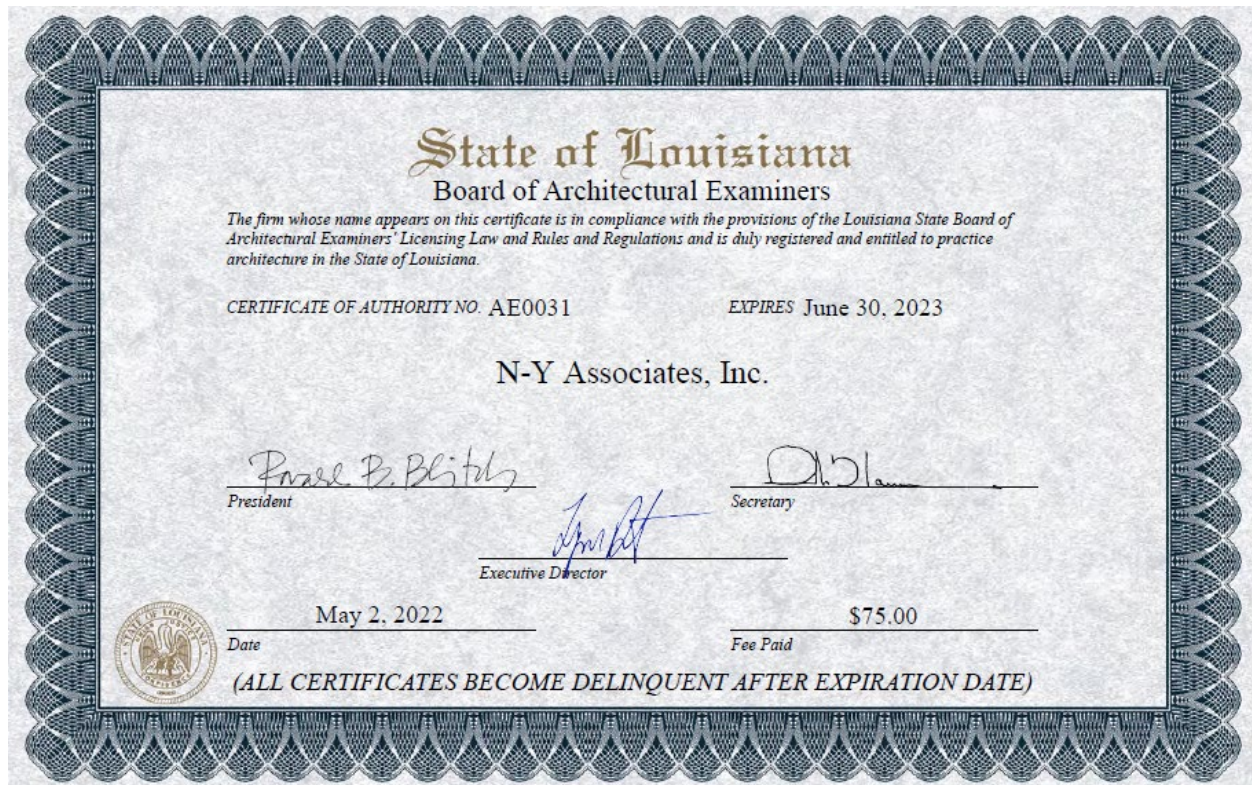 State of Louisiana
Board of Architectural Examiners
The firm whose name appears on this certificate is in compliance with the provisions of the Louisiana State Board of
Architectural Examiners' Licensing Law and Rules and Regulations and is duly registered and entitled to practice
architecture in the State of Louisiana.
CERTIFICATE OF AUTHORITY NO. AE0031 EXPIRES June 30, 2023
N-Y Associates, Inc.
B. Blitch
President Secretary
Executive Director
May 2, 2022 $75.00
Date Fee Paid
STATE OF LOUISIANA
(ALL CERTIFICATES BECOME DELINQUENT AFTER EXPIRATION DATE)